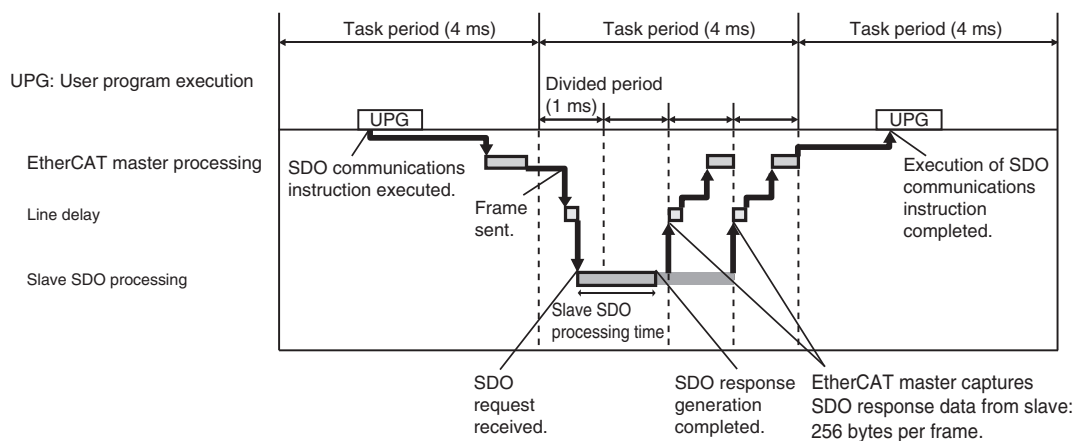 Task period (4 ms)
Task period (4 ms)
Task period (4 ms)
UPG: User program execution
Divided period
(1 ms)
UPG
UPG
EtherCAT master processing
SDO communications
instruction executed.
Execution of SDO
communications
instruction
completed.
Frame
sent.
Line delay
Slave SDO processing
Slave SDO
processing time
SDO
request
received.
SDO response
generation
completed.
EtherCAT master captures
SDO response data from slave:
256 bytes per frame.